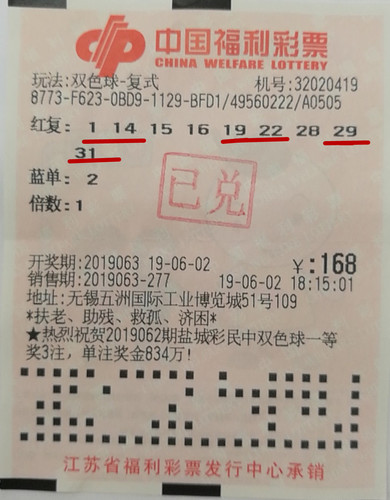 中国福利彩票
CHINA WELFARE LOTTERY
玩法:双色球-复式 机号:32020419
8773-F623-0BD9-1129-BFD1/49560222/A0505
红复: 1 14 15 16 19 22 28 29
31
蓝单: 2
倍数:1
已兑
开奖期:2019063 19-06-02 ¥:168
销售期:2019063-277 19-06-02 18:15:01
地址:无锡五洲国际工业博览城51号109
*扶老、助残、救孤、济困*
★热烈祝贺2019062期盐城彩民中双色球一等
奖3注，单注奖金834万!
江苏省福利彩票发行中心承销